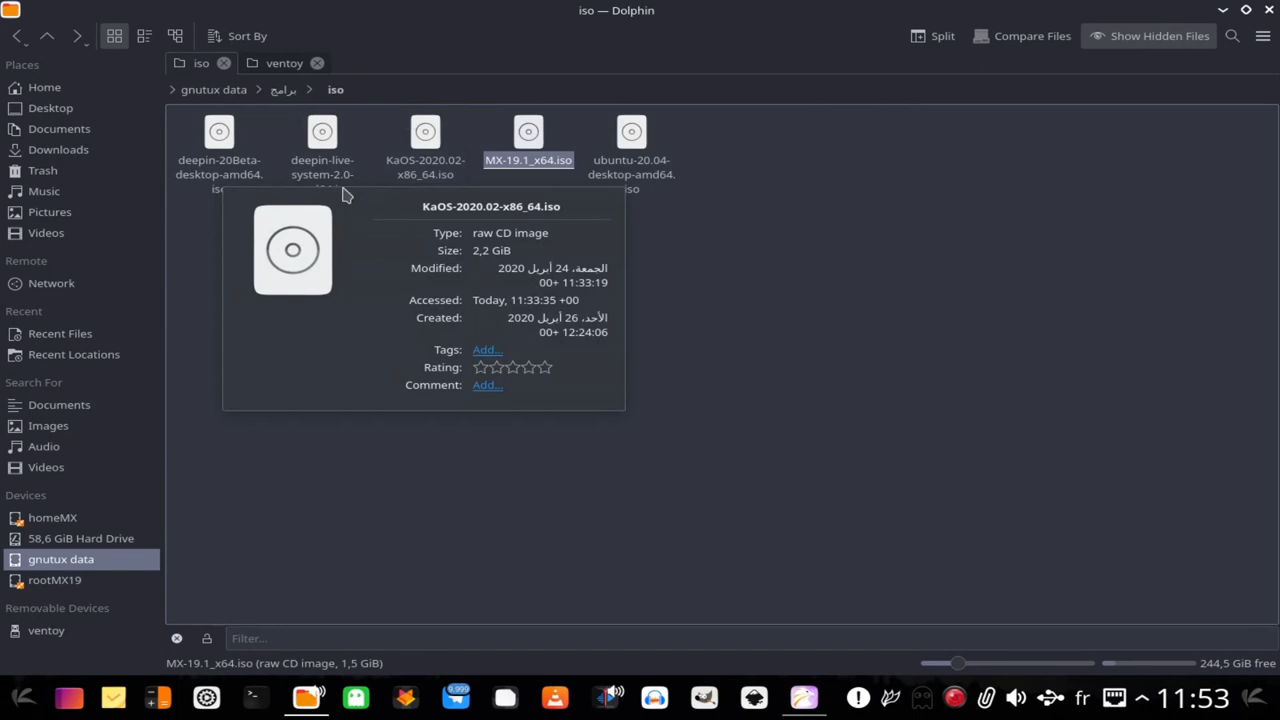 iso — Dolphin
Sort By
Split
Compare Files
Show Hidden Files
Places
iso
ventoy
Home
gnutux data
برامج
iso
Desktop
Documents
Downloads
Trash
Music
Pictures
Videos
deepin-20Beta-
desktop-amd64.
deepin-live-
system-2.0-
KaOS-2020.02-
x86_64.iso
MX-19.1_x64.iso
ubuntu-20.04-
desktop-amd64.
iso
KaOS-2020.02-x86_64.iso
Type: raw CD image
Size: 2,2 GiB
Modified: الجمعة، 24 أبريل 2020
11:33:19 +00
Accessed: Today, 11:33:35 +00
Created: الأحد، 26 أبريل 2020
12:24:06 +00
Tags: Add...
Rating:
Comment: Add...
Remote
Network
Recent
Recent Files
Recent Locations
Search For
Documents
Images
Audio
Videos
Devices
homeMX
58,6 GiB Hard Drive
gnutux data
rootMX19
Removable Devices
ventoy
Filter...
MX-19.1_x64.iso (raw CD image, 1,5 GiB)
244,5 GiB free
9,999
fr
11:53